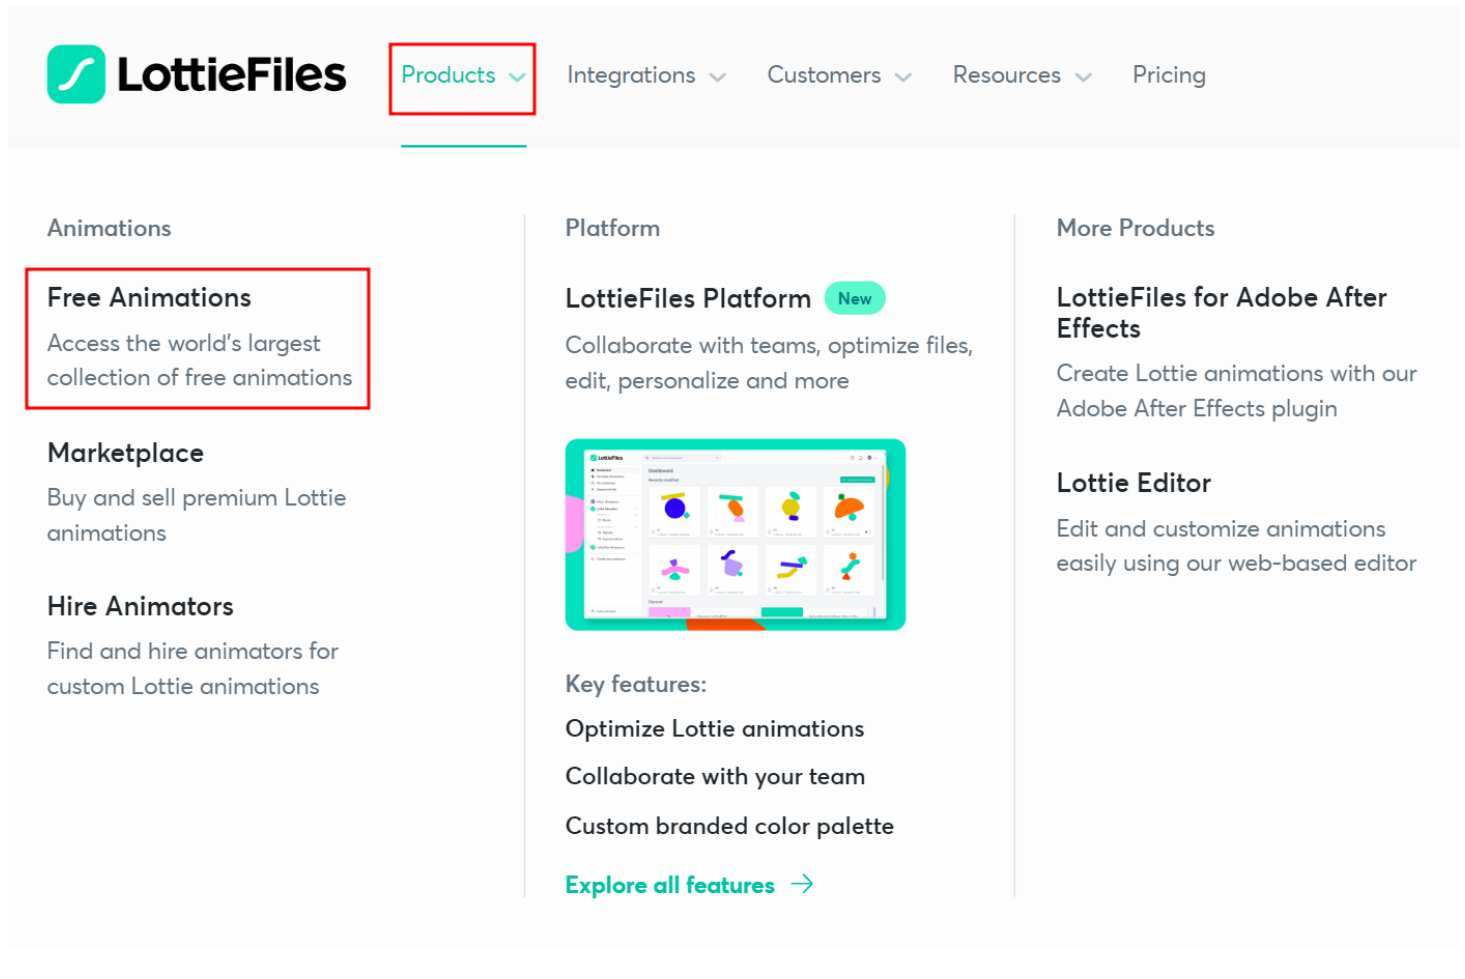 LottieFiles
Products
Integrations
Customers
Resources
Pricing
Animations
Free Animations
Access the world's largest
collection of free animations
Marketplace
Buy and sell premium Lottie
animations
Hire Animators
Find and hire animators for
custom Lottie animations
Platform
LottieFiles Platform New
Collaborate with teams, optimize files,
edit, personalize and more
LottieFiles
Dashboard
Dashboard
Key features:
Optimize Lottie animations
Collaborate with your team
Custom branded color palette
Explore all features
More Products
LottieFiles for Adobe After
Effects
Create Lottie animations with our
Adobe After Effects plugin
Lottie Editor
Edit and customize animations
easily using our web-based editor